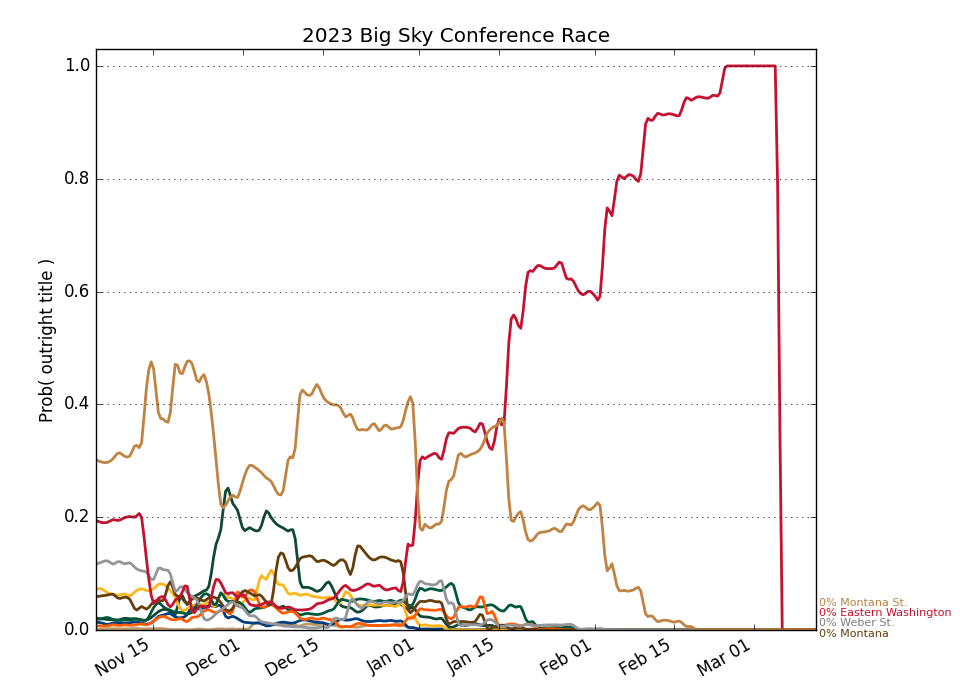 2023 Big Sky Conference Race
1.0
0.8
0.6
0.4
0.2
0.0
Prob( outright title )
0% Montana St.
0% Eastern Washington
0% Weber St.
0% Montana
Nov 15
Dec 01
Dec 15
Jan 01
Jan 15
Feb 01
Feb 15
Mar 01